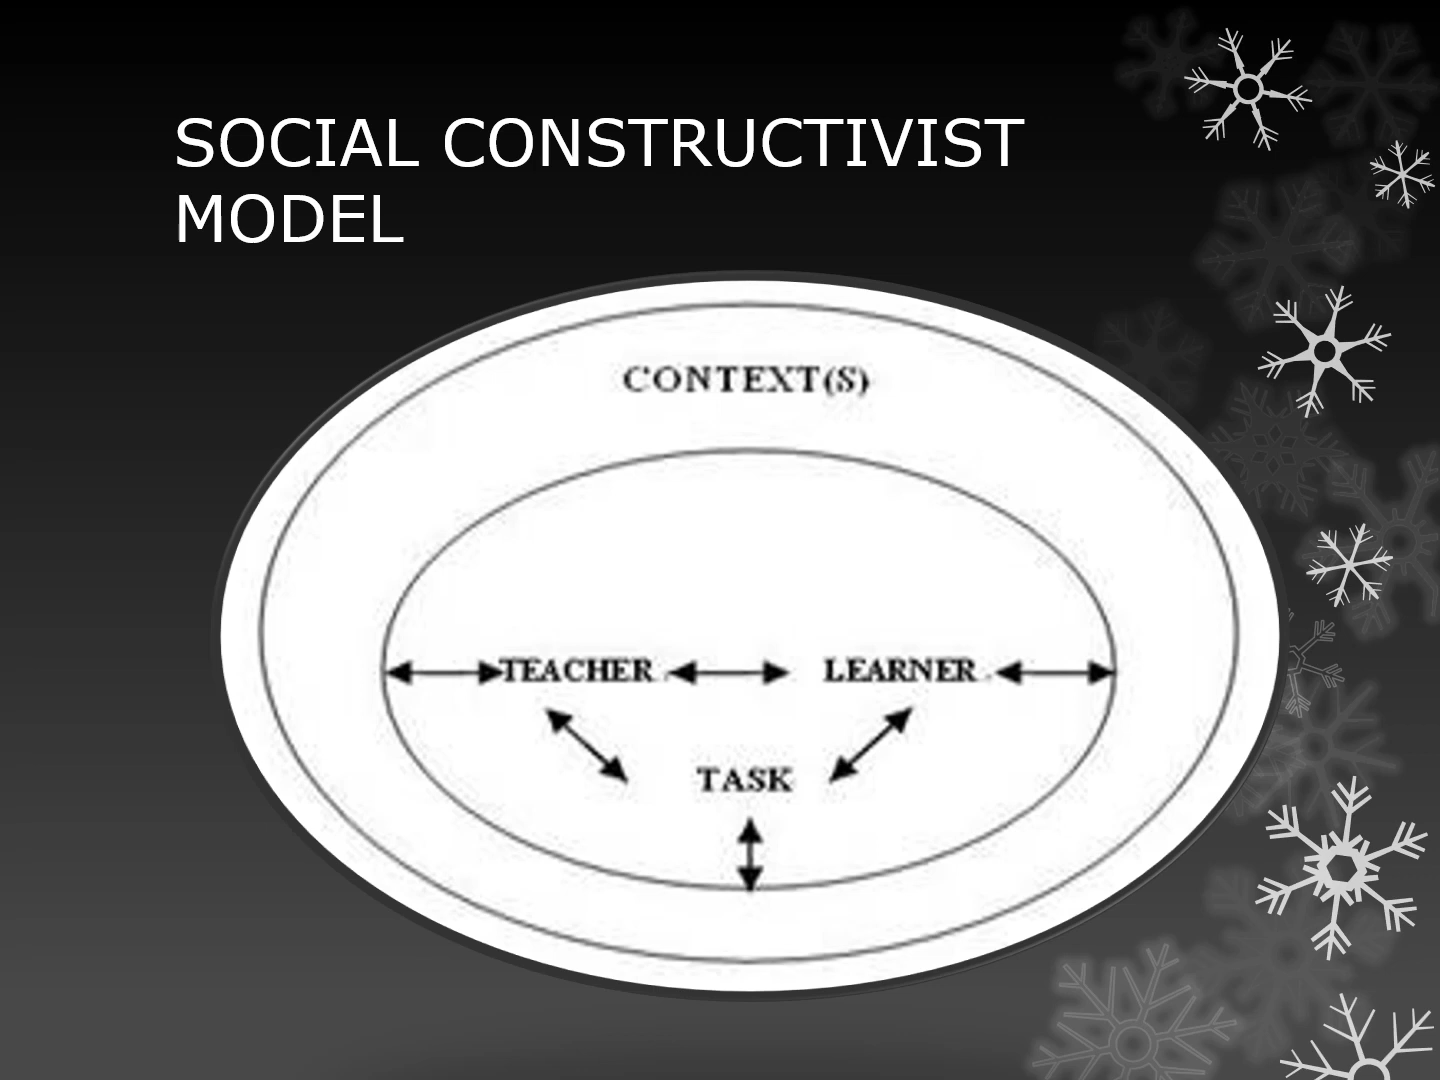 SOCIAL CONSTRUCTIVIST
MODEL
CONTEXT(S)
TEACHER LEARNER
TASK